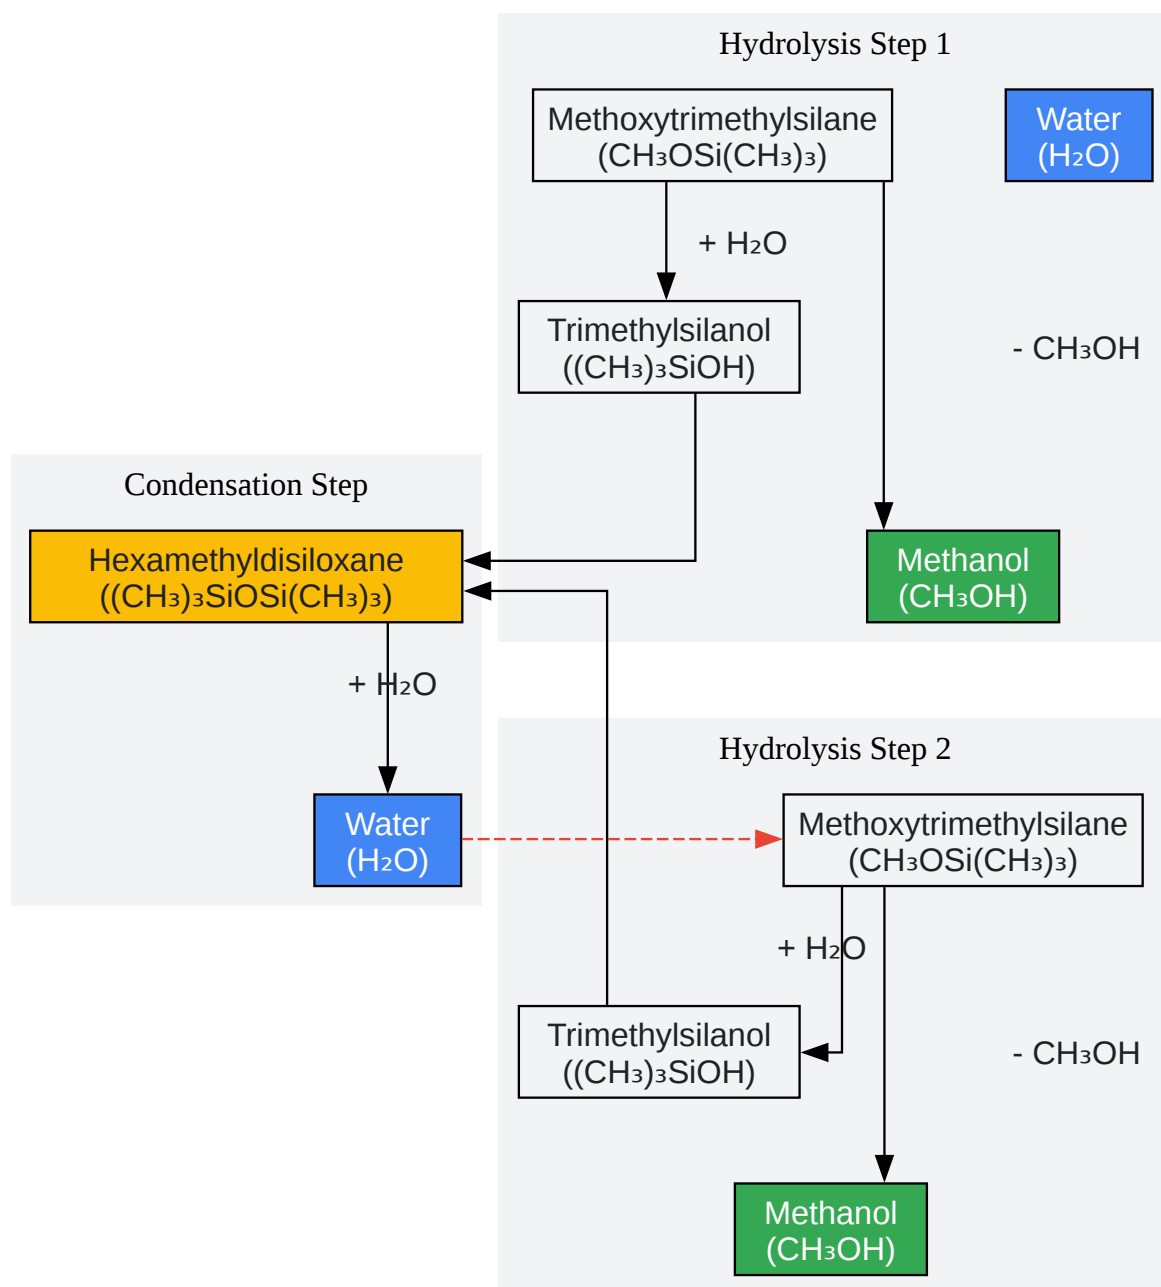 Hydrolysis Step 1
Methoxytrimethylsilane
(CH₃OSi(CH₃)₃)
Water
(H₂O)
+ H₂O
Trimethylsilanol
((CH₃)₃SiOH)
- CH₃OH
Methanol
(CH₃OH)
Condensation Step
Hexamethyldisiloxane
((CH₃)₃SiOSi(CH₃)₃)
+ H₂O
Water
(H₂O)
Hydrolysis Step 2
Methoxytrimethylsilane
(CH₃OSi(CH₃)₃)
+ H₂O
Trimethylsilanol
((CH₃)₃SiOH)
- CH₃OH
Methanol
(CH₃OH)